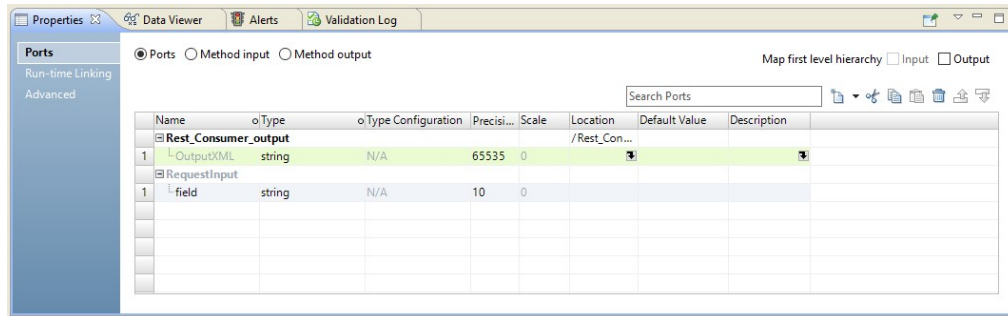 Properties Data Viewer Alerts Validation Log
Ports
Run-time Linking
Advanced
Ports Method input Method output
Map first level hierarchy Input Output
Search Ports
Name Type Type Configuration Precisi... Scale Location Default Value Description
Rest_Consumer_output /Rest_Con...
1 OutputXML string N/A 65535 0
RequestInput
1 field string N/A 10 0